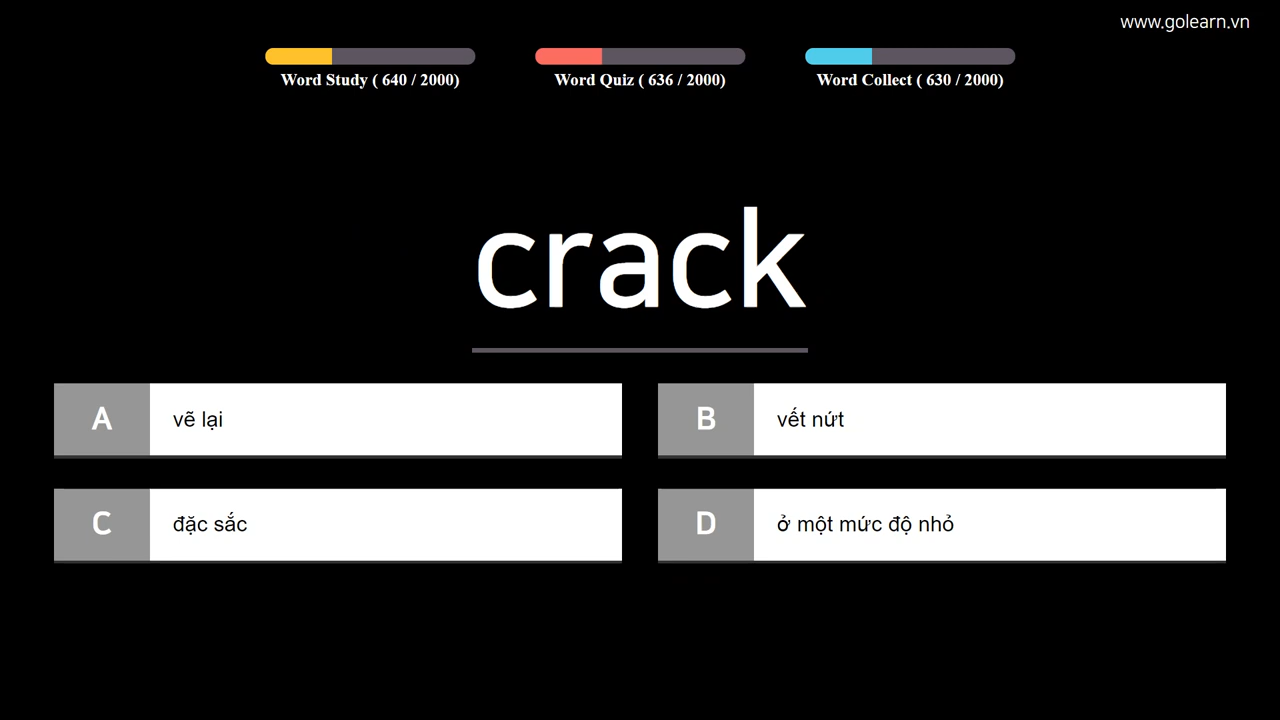 www.golearn.vn
Word Study ( 640 / 2000)
Word Quiz ( 636 / 2000)
Word Collect ( 630 / 2000)
crack
A vẽ lại
B vết nứt
C đặc sắc
D ở một mức độ nhỏ